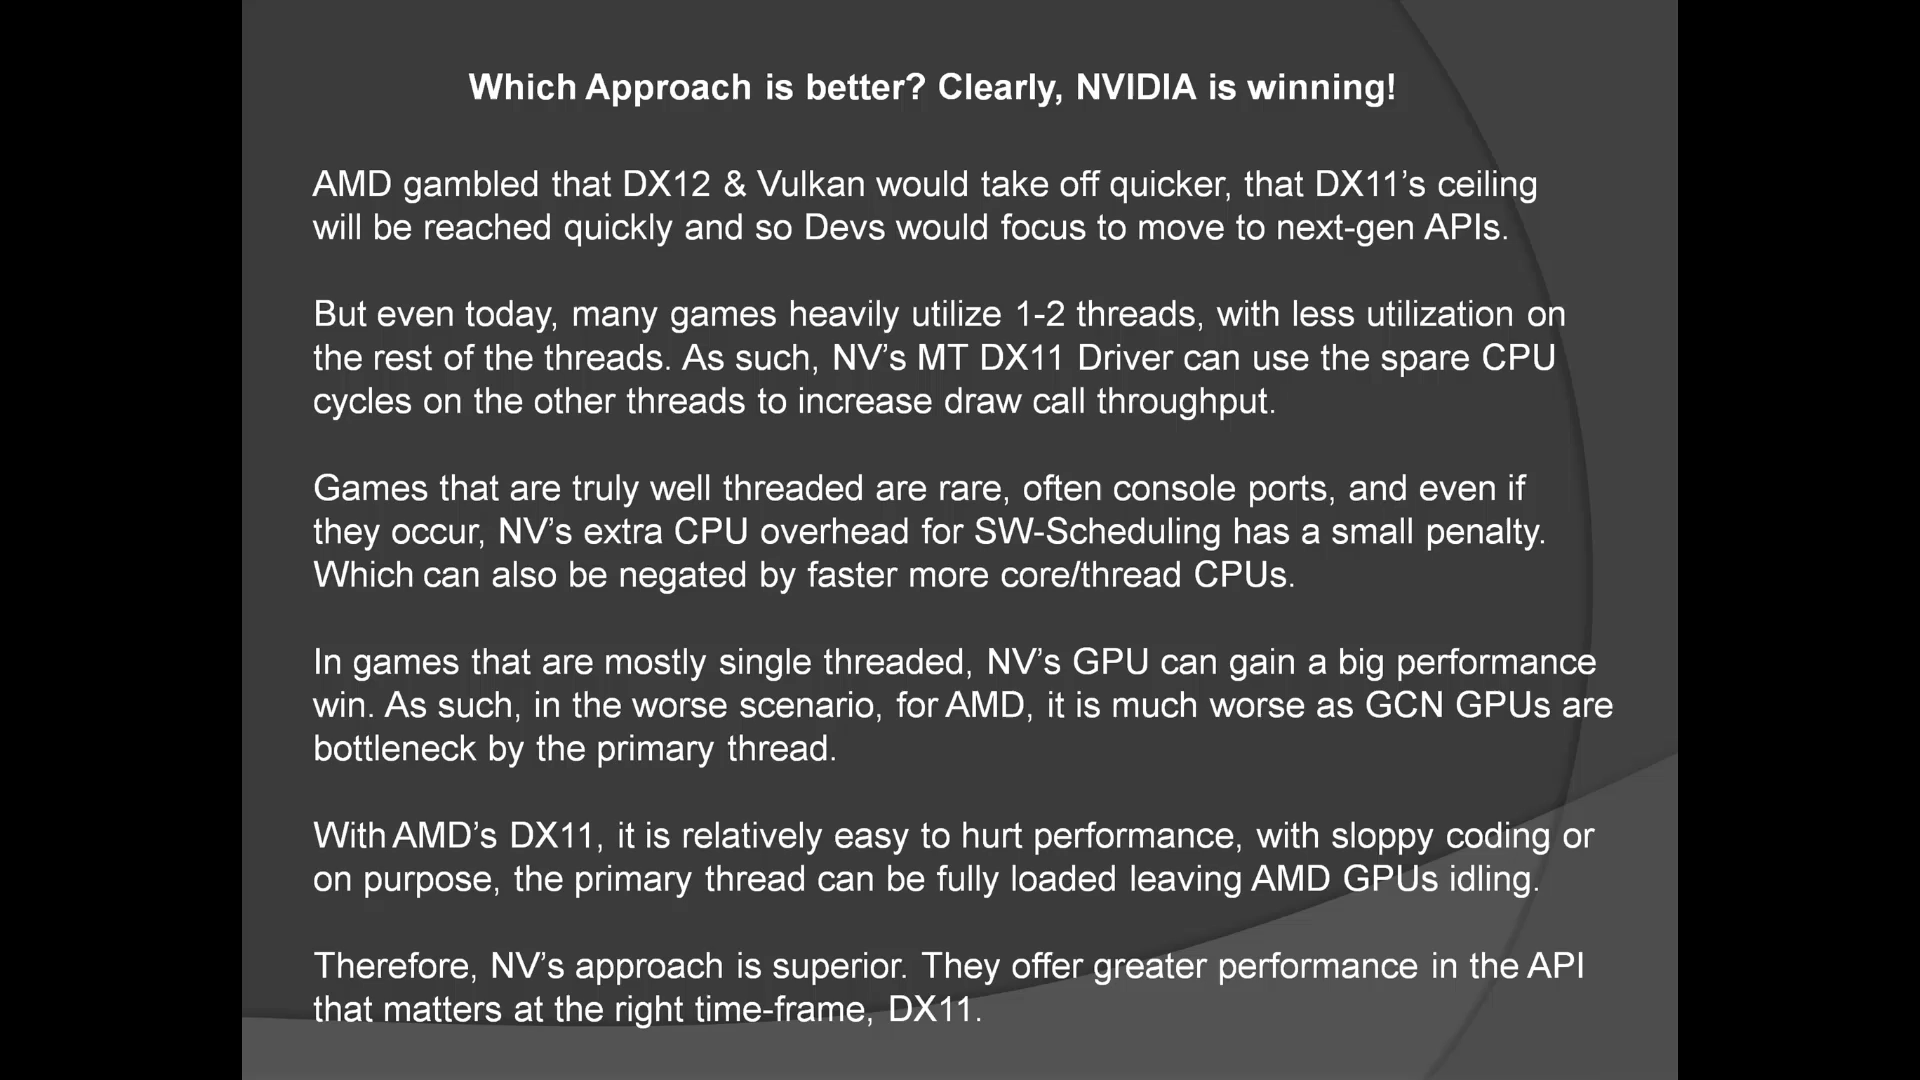 Which Approach is better? Clearly, NVIDIA is winning!
AMD gambled that DX12 & Vulkan would take off quicker, that DX11’s ceiling
will be reached quickly and so Devs would focus to move to next-gen APIs.
But even today, many games heavily utilize 1-2 threads, with less utilization on
the rest of the threads. As such, NV’s MT DX11 Driver can use the spare CPU
cycles on the other threads to increase draw call throughput.
Games that are truly well threaded are rare, often console ports, and even if
they occur, NV’s extra CPU overhead for SW-Scheduling has a small penalty.
Which can also be negated by faster more core/thread CPUs.
In games that are mostly single threaded, NV’s GPU can gain a big performance
win. As such, in the worse scenario, for AMD, it is much worse as GCN GPUs are
bottleneck by the primary thread.
With AMD’s DX11, it is relatively easy to hurt performance, with sloppy coding or
on purpose, the primary thread can be fully loaded leaving AMD GPUs idling.
Therefore, NV’s approach is superior. They offer greater performance in the API
that matters at the right time-frame, DX11.